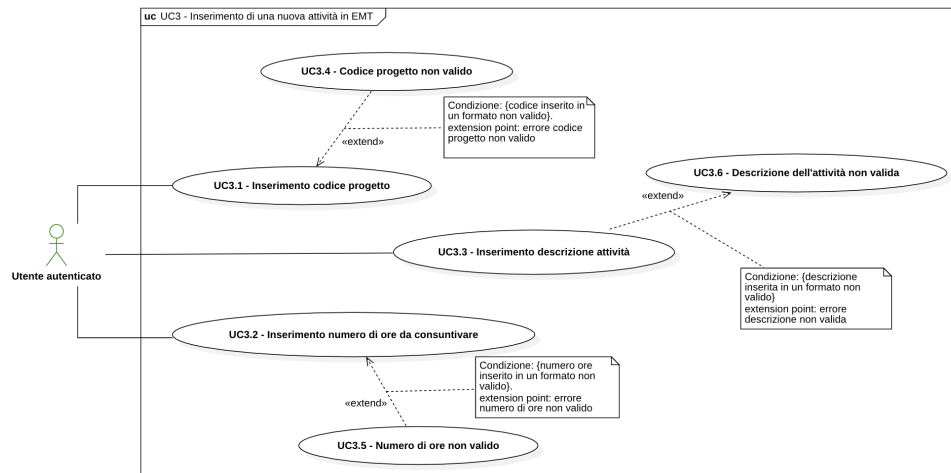 uc UC3 - Inserimento di una nuova attività in EMT
UC3.4 - Codice progetto non valido
Condizione: {codice inserito in
un formato non valido}.
extension point: errore codice
progetto non valido
«extend»
UC3.1 - Inserimento codice progetto
UC3.6 - Descrizione dell'attività non valida
«extend»
Utente autenticato
UC3.3 - Inserimento descrizione attività
Condizione: {descrizione
inserita in un formato non
valido}
extension point: errore
descrizione non valida
UC3.2 - Inserimento numero di ore da consuntivare
Condizione: {numero ore
inserito in un formato non
valido}.
extension point: errore
numero di ore non valido
«extend»
UC3.5 - Numero di ore non valido